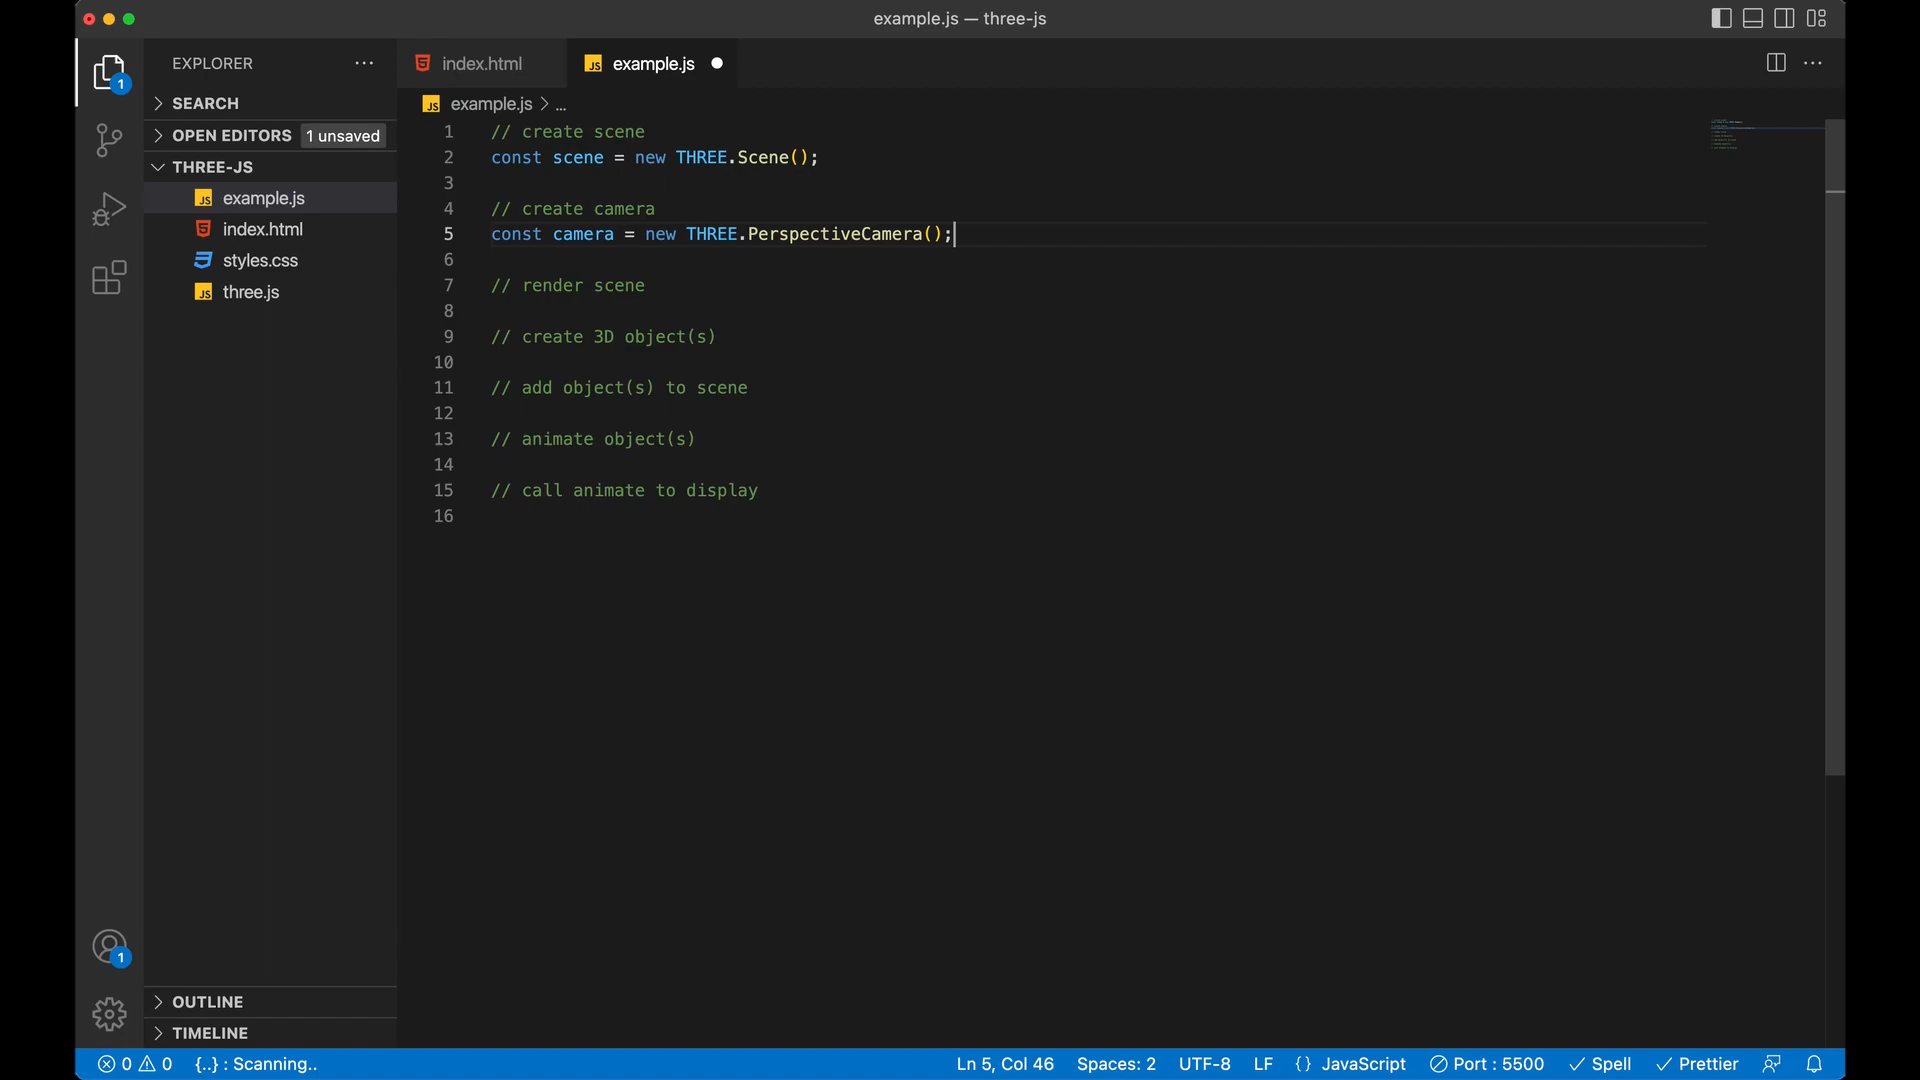 example.js — three-js
EXPLORER
index.html
example.js
SEARCH
example.js > ...
OPEN EDITORS 1 unsaved
THREE-JS
example.js
index.html
styles.css
three.js
1 // create scene
2 const scene = new THREE.Scene();
3
4 // create camera
5 const camera = new THREE.PerspectiveCamera();
6
7 // render scene
8
9 // create 3D object(s)
10
11 // add object(s) to scene
12
13 // animate object(s)
14
15 // call animate to display
16
1
1
OUTLINE
TIMELINE
0 0 {..} : Scanning.. Ln 5, Col 46 Spaces: 2 UTF-8 LF {} JavaScript Port : 5500 Spell Prettier